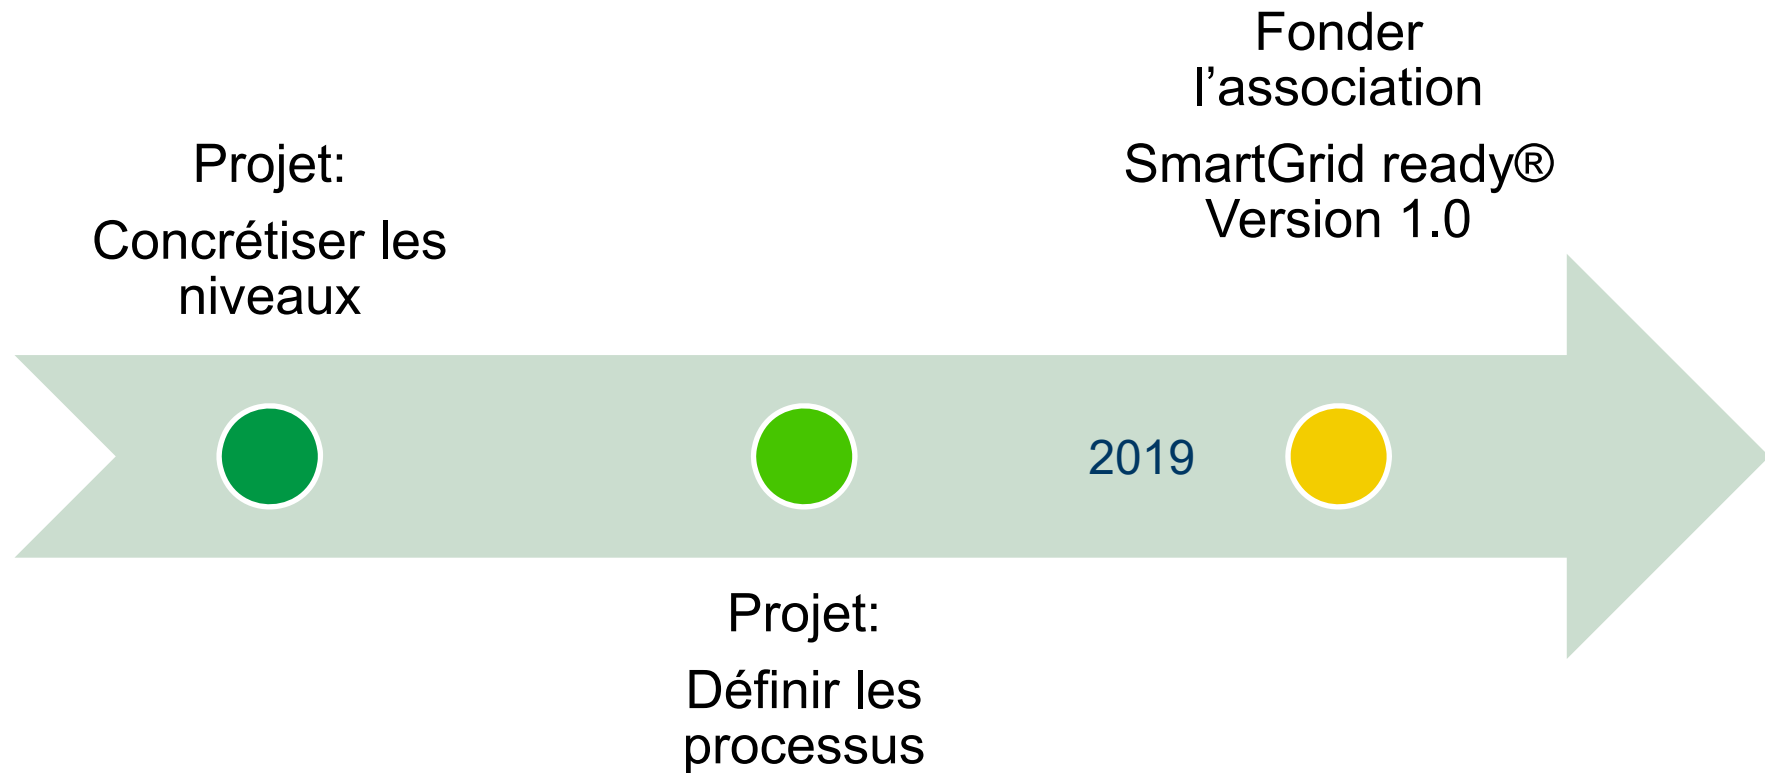 Projet:
Concrétiser les
niveaux
Projet:
Définir les
processus
2019
Fonder
l’association
SmartGrid ready®
Version 1.0